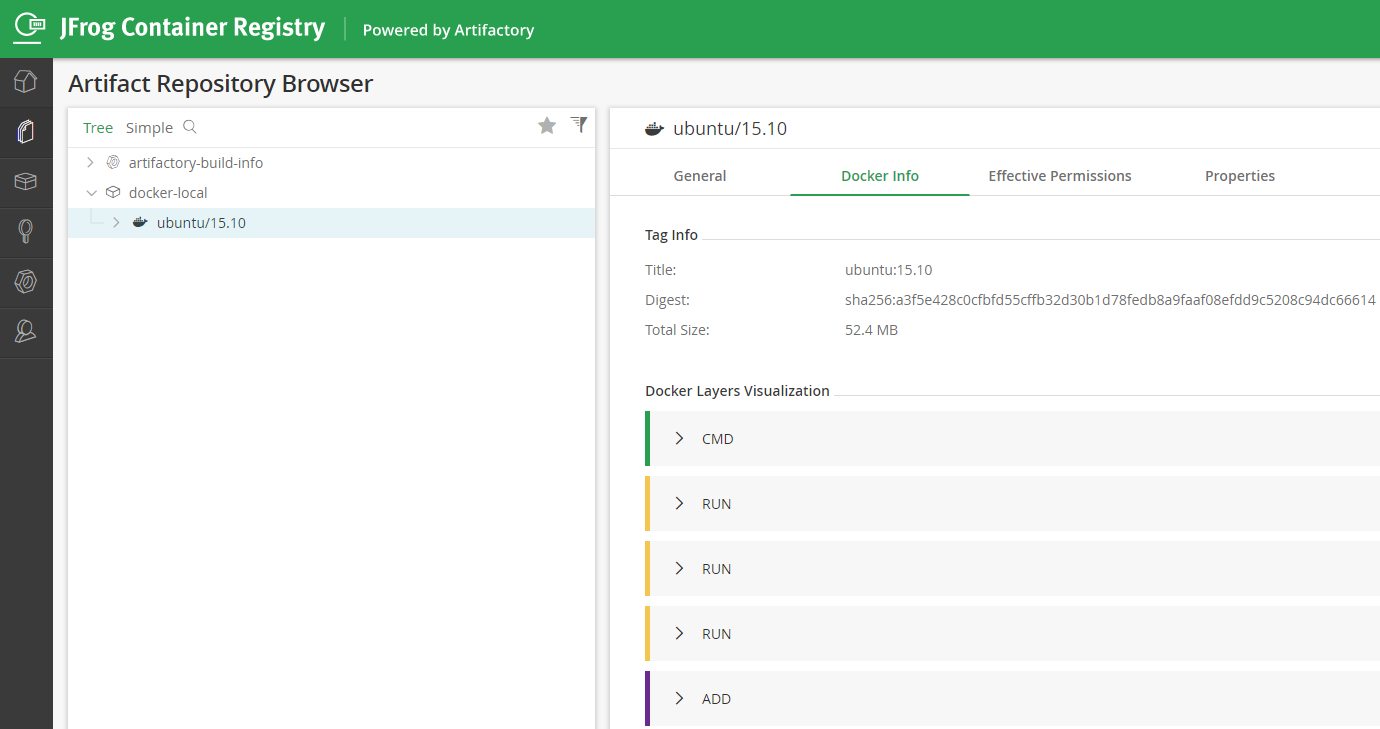 JFrog Container Registry Powered by Artifactory
Artifact Repository Browser
Tree Simple
artifactory-build-info
docker-local
ubuntu/15.10
ubuntu/15.10
General Docker Info Effective Permissions Properties
Tag Info
Title: ubuntu:15.10
Digest: sha256:a3f5e428c0cfbfd55cffb32d30b1d78fedb8a9faaf08efdd9c5208c94dc66614
Total Size: 52.4 MB
Docker Layers Visualization
CMD
RUN
RUN
RUN
ADD